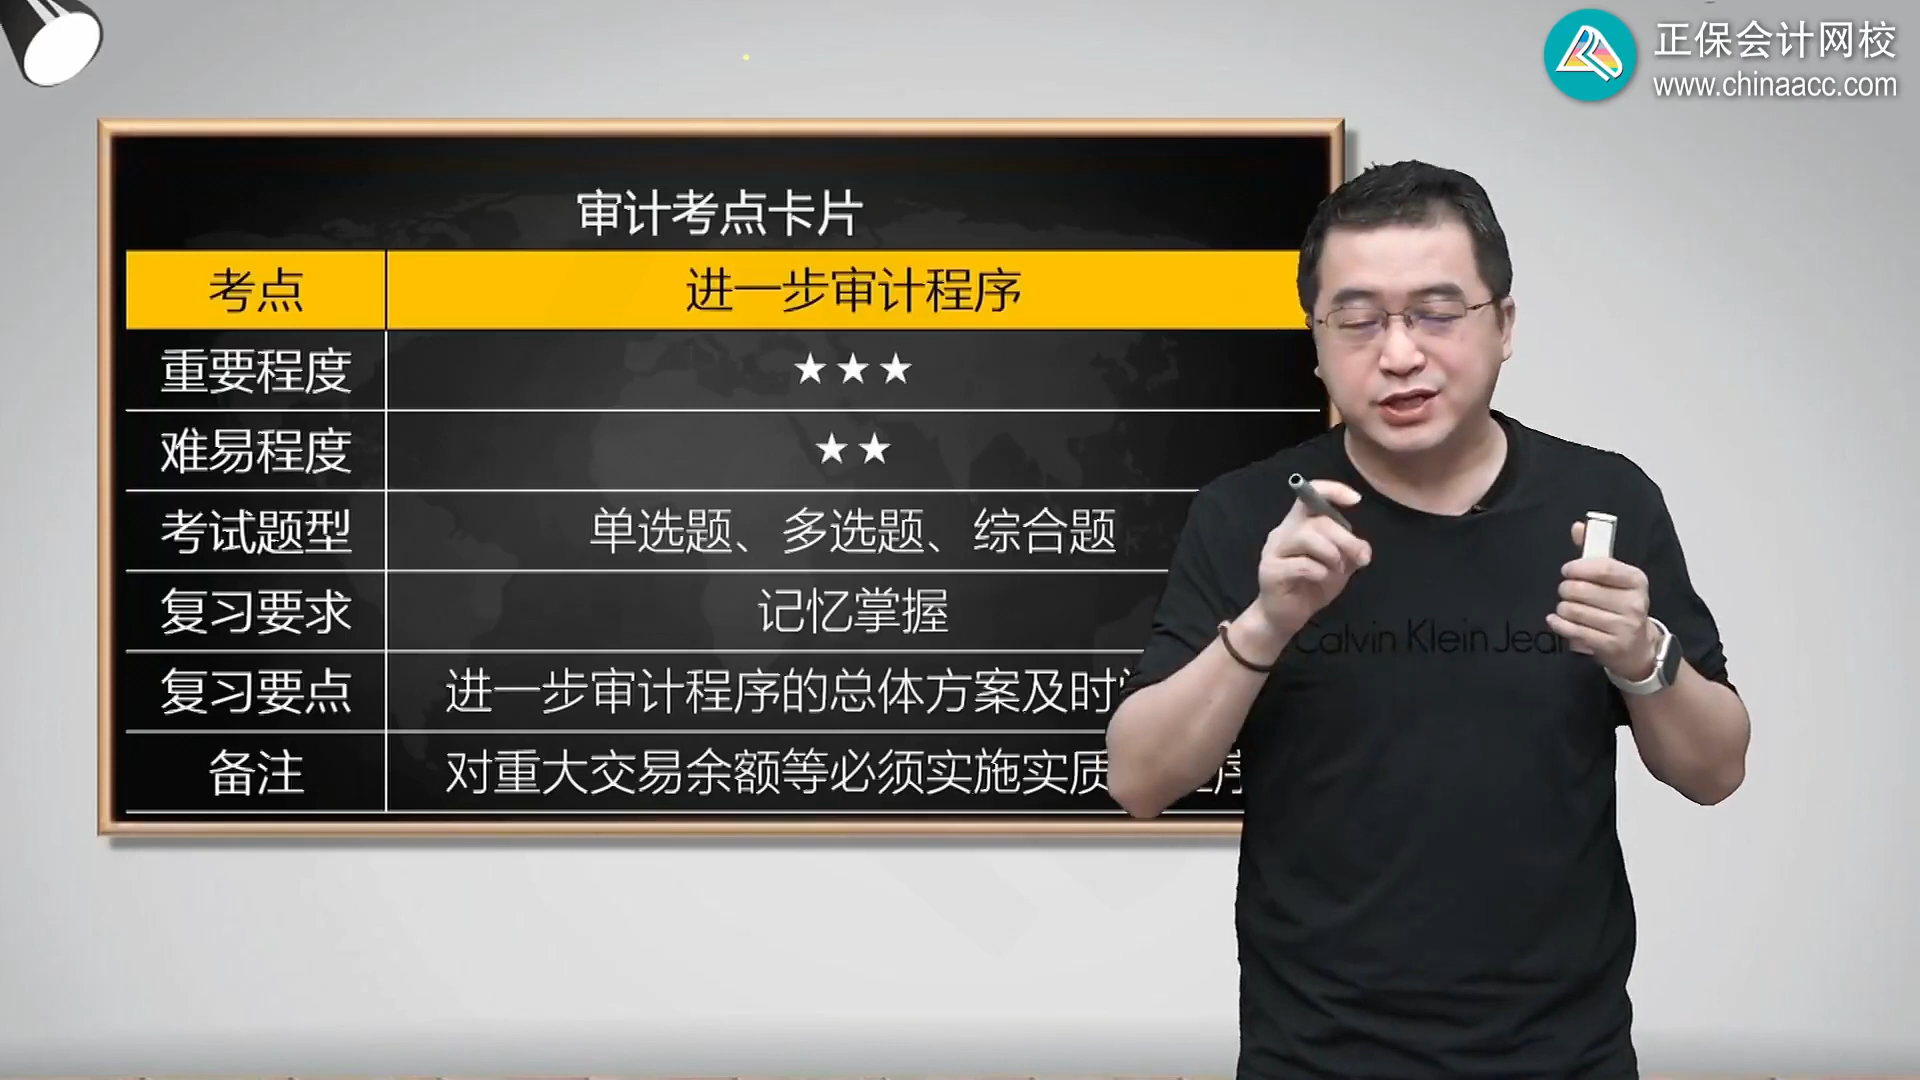 正保会计网校
www.chinaacc.com
审计考点卡片
考点 进一步审计程序
重要程度 ★★★
难易程度 ★★
考试题型 单选题、多选题、综合题
复习要求 记忆掌握
复习要点 进一步审计程序的总体方案及时
备注 对重大交易余额等必须实施实质
Calvin Klein Jean